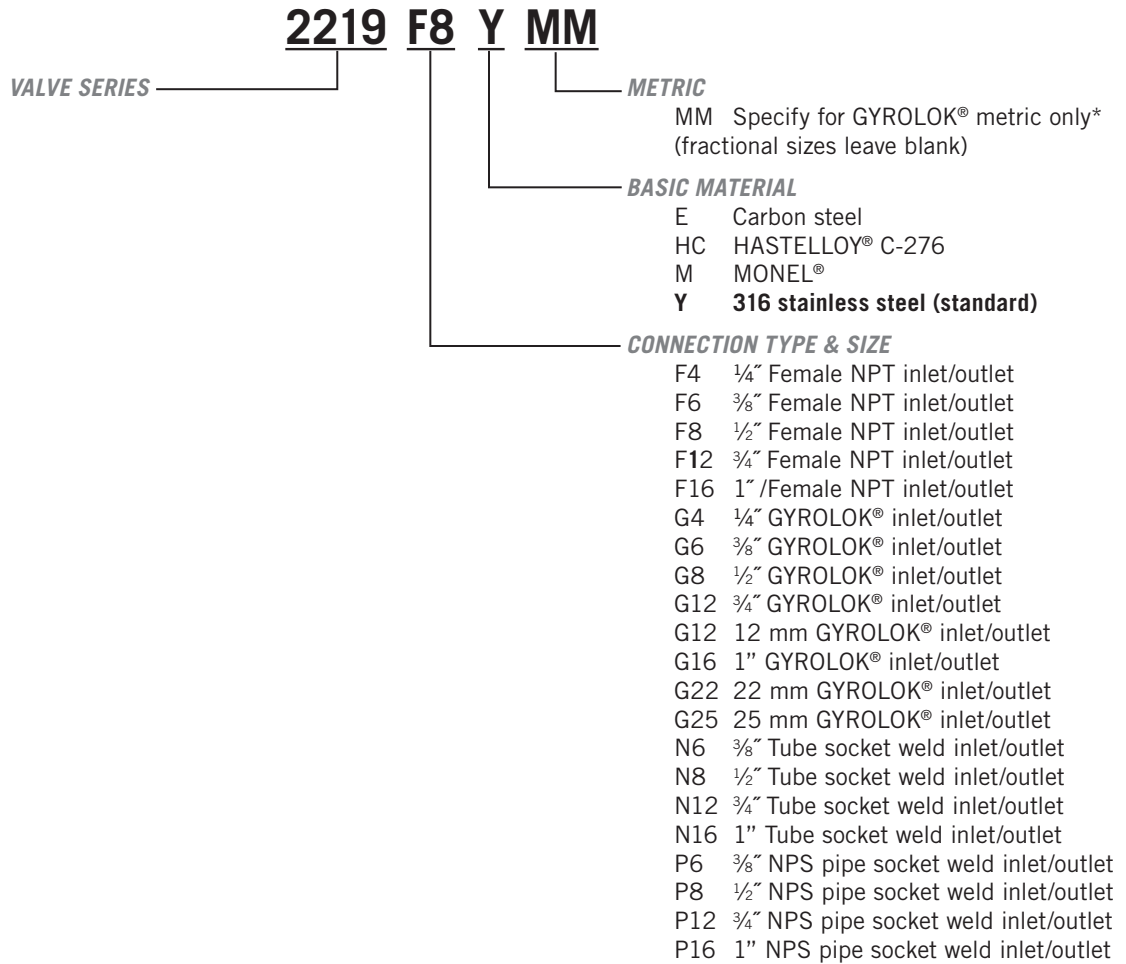 2219 F8 Y MM
VALVE SERIES
METRIC
MM Specify for GYROLOK® metric only*
(fractional sizes leave blank)
BASIC MATERIAL
E Carbon steel
HC HASTELLOY® C-276
M MONEL®
Y 316 stainless steel (standard)
CONNECTION TYPE & SIZE
F4 ¼˝ Female NPT inlet/outlet
F6 ⅜˝ Female NPT inlet/outlet
F8 ½˝ Female NPT inlet/outlet
F12 ¾˝ Female NPT inlet/outlet
F16 1˝ /Female NPT inlet/outlet
G4 ¼˝ GYROLOK® inlet/outlet
G6 ⅜˝ GYROLOK® inlet/outlet
G8 ½˝ GYROLOK® inlet/outlet
G12 ¾˝ GYROLOK® inlet/outlet
G12 12 mm GYROLOK® inlet/outlet
G16 1” GYROLOK® inlet/outlet
G22 22 mm GYROLOK® inlet/outlet
G25 25 mm GYROLOK® inlet/outlet
N6 ⅜˝ Tube socket weld inlet/outlet
N8 ½˝ Tube socket weld inlet/outlet
N12 ¾˝ Tube socket weld inlet/outlet
N16 1” Tube socket weld inlet/outlet
P6 ⅜˝ NPS pipe socket weld inlet/outlet
P8 ½˝ NPS pipe socket weld inlet/outlet
P12 ¾˝ NPS pipe socket weld inlet/outlet
P16 1” NPS pipe socket weld inlet/outlet